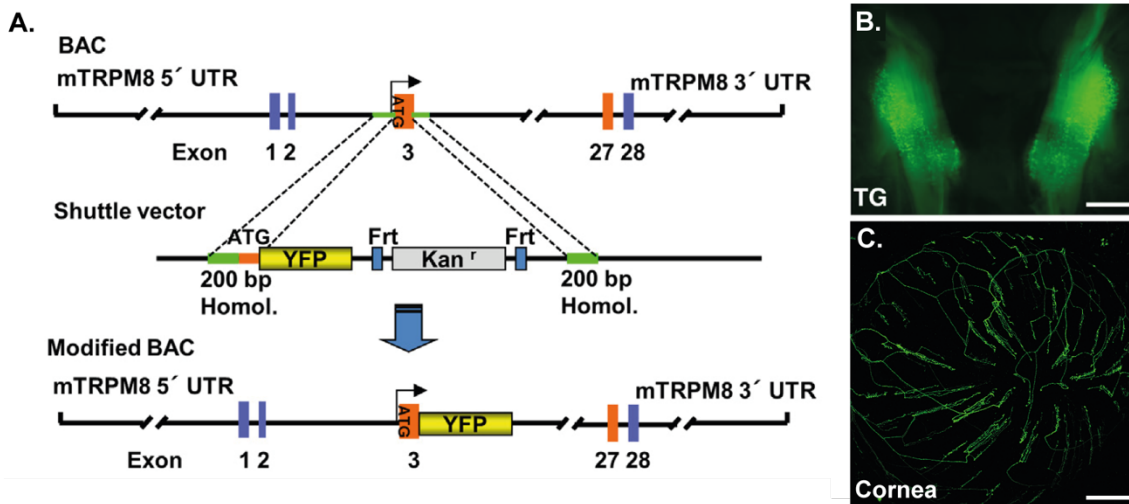 A.
BAC
mTRPM8 5´ UTR
mTRPM8 3´ UTR
ATG
Exon
1 2
3
27 28
Shuttle vector
ATG
Frt
Frt
YFP
Kan r
200 bp
Homol.
200 bp
Homol.
Modified BAC
mTRPM8 5´ UTR
mTRPM8 3´ UTR
ATG
YFP
Exon
1 2
3
27 28
B.
TG
C.
Cornea